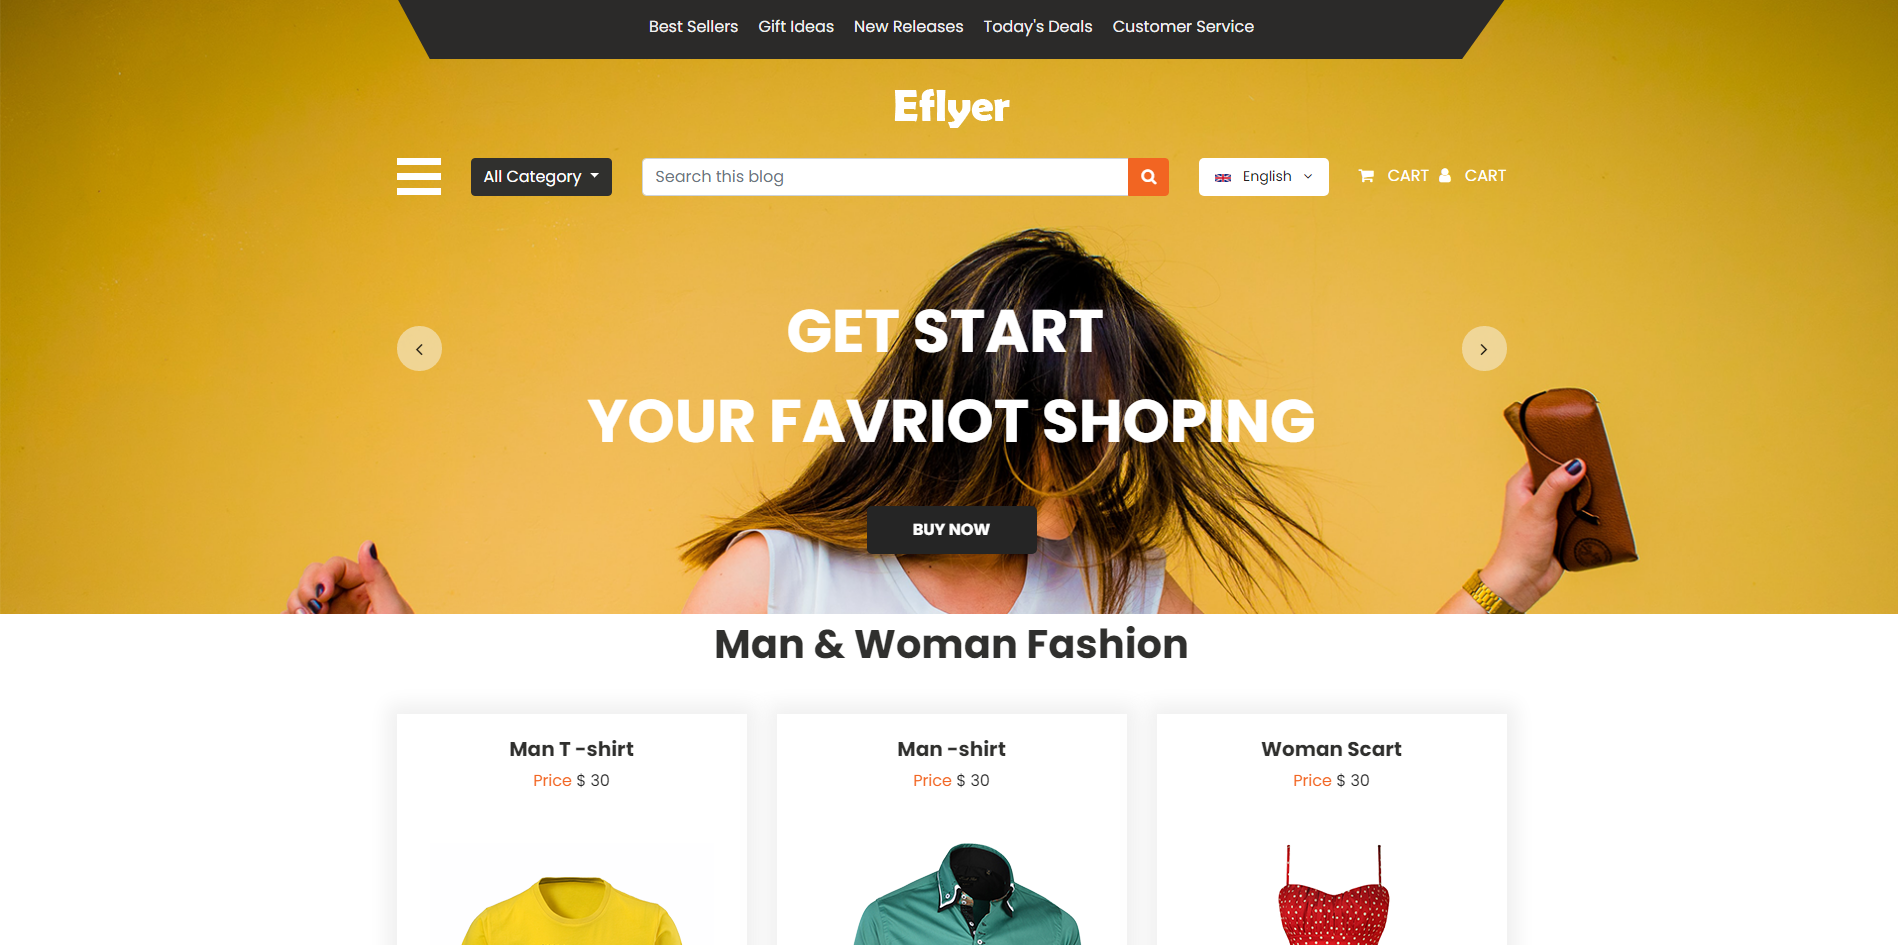 Best Sellers Gift Ideas New Releases Today's Deals Customer Service
Eflyer
All Category Search this blog English CART CART
GET START
YOUR FAVRIOT SHOPING
BUY NOW
Man & Woman Fashion
Man T -shirt
Price $ 30
Man -shirt
Price $ 30
Woman Scart
Price $ 30